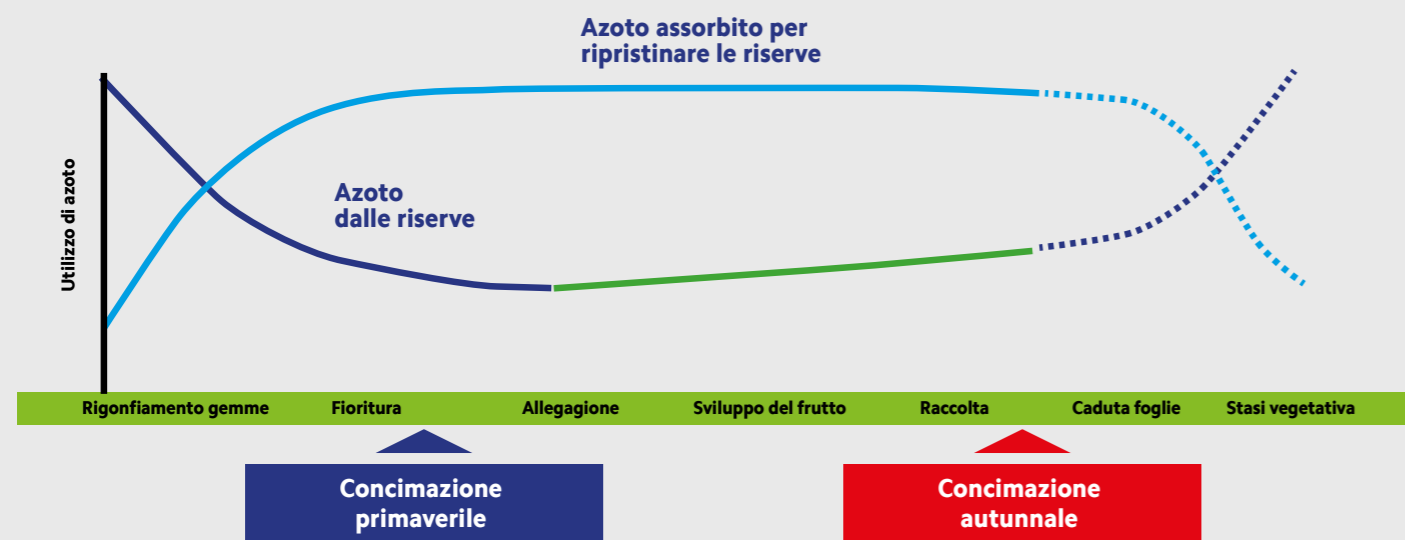 Azoto assorbito per
ripristinare le riserve
Utilizzo di azoto
Azoto
dalle riserve
Rigonfiamento gemme Fioritura Allegagione Sviluppo del frutto Raccolta Caduta foglie Stasi vegetativa
Concimazione
primaverile
Concimazione
autunnale